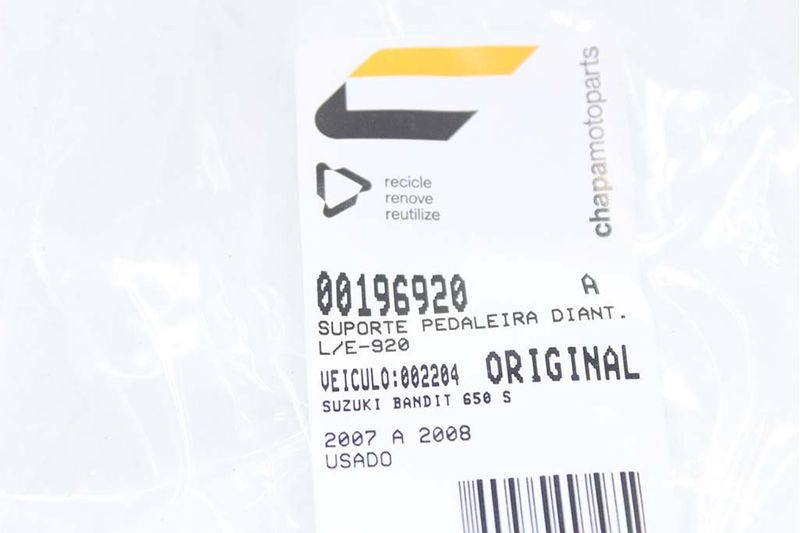 chapamotoparts
recicle
renove
reutilize
00196920 A
SUPORTE PEDALEIRA DIANT.
L/E-920
VEICULO:002204 ORIGINAL
SUZUKI BANDIT 650 S
2007 A 2008
USADO